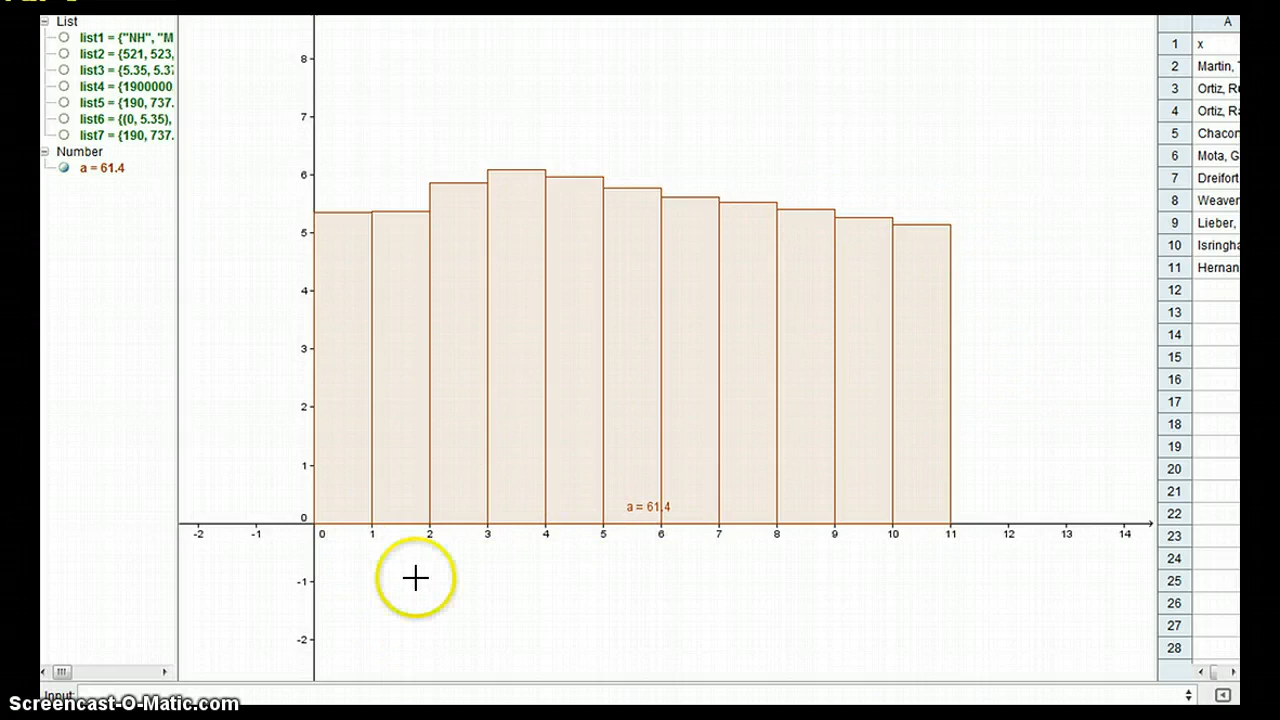 List
list1 = {"NH", "M
list2 = {521, 523,
list3 = {5.35, 5.3
list4 = {1900000
list5 = {190, 737.
list6 = {(0, 5.35),
list7 = {190, 737.
Number
a = 61.4
8
7
6
5
4
3
2
1
0
-1
-2
-2 -1 0 1 2 3 4 5 6 7 8 9 10 11 12 13 14
a = 61.4
A
1 x
2 Martin,
3 Ortiz, R
4 Ortiz, Ra
5 Chacon
6 Mota, G
7 Dreifort
8 Weaver
9 Lieber,
10 Isringh
11 Hernan
12
13
14
15
16
17
18
19
20
21
22
23
24
25
26
27
28
Input:
Screencast-O-Matic.com